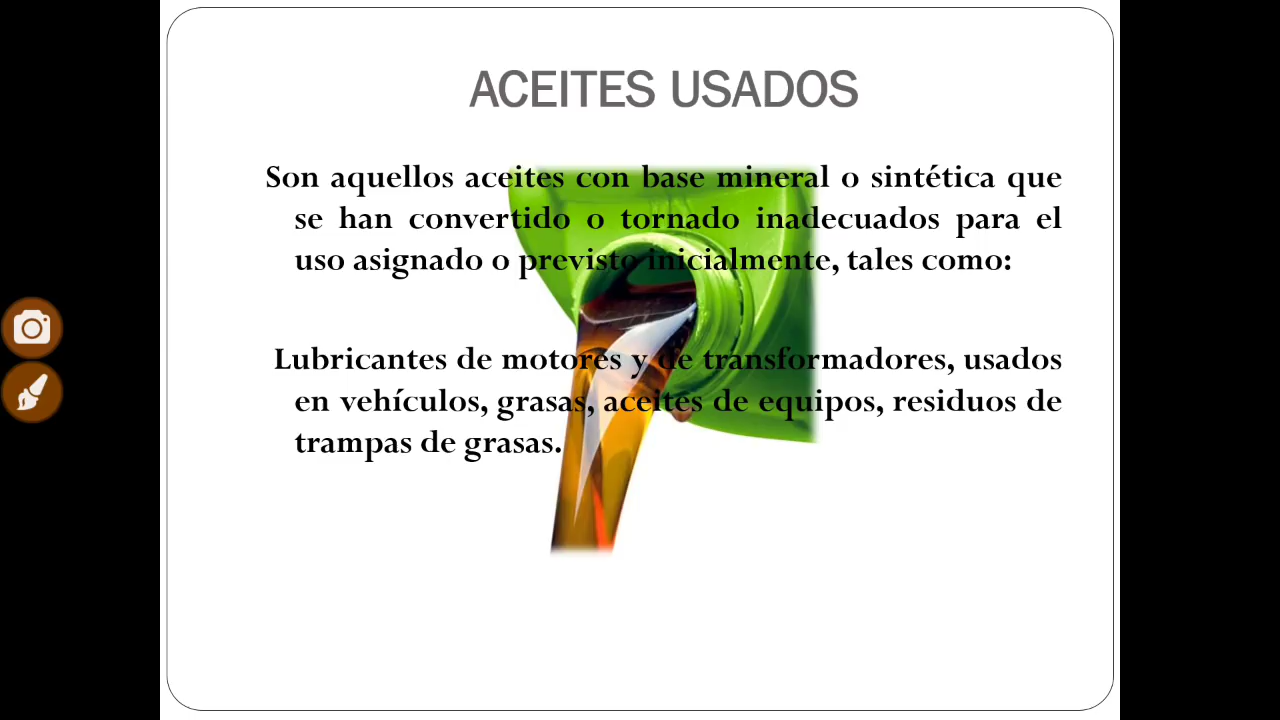 ACEITES USADOS
Son aquellos aceites con base mineral o sintética que
se han convertido o tornado inadecuados para el
uso asignado o previsto inicialmente, tales como:
Lubricantes de motores y de transformadores, usados
en vehículos, grasas, aceites de equipos, residuos de
trampas de grasas.